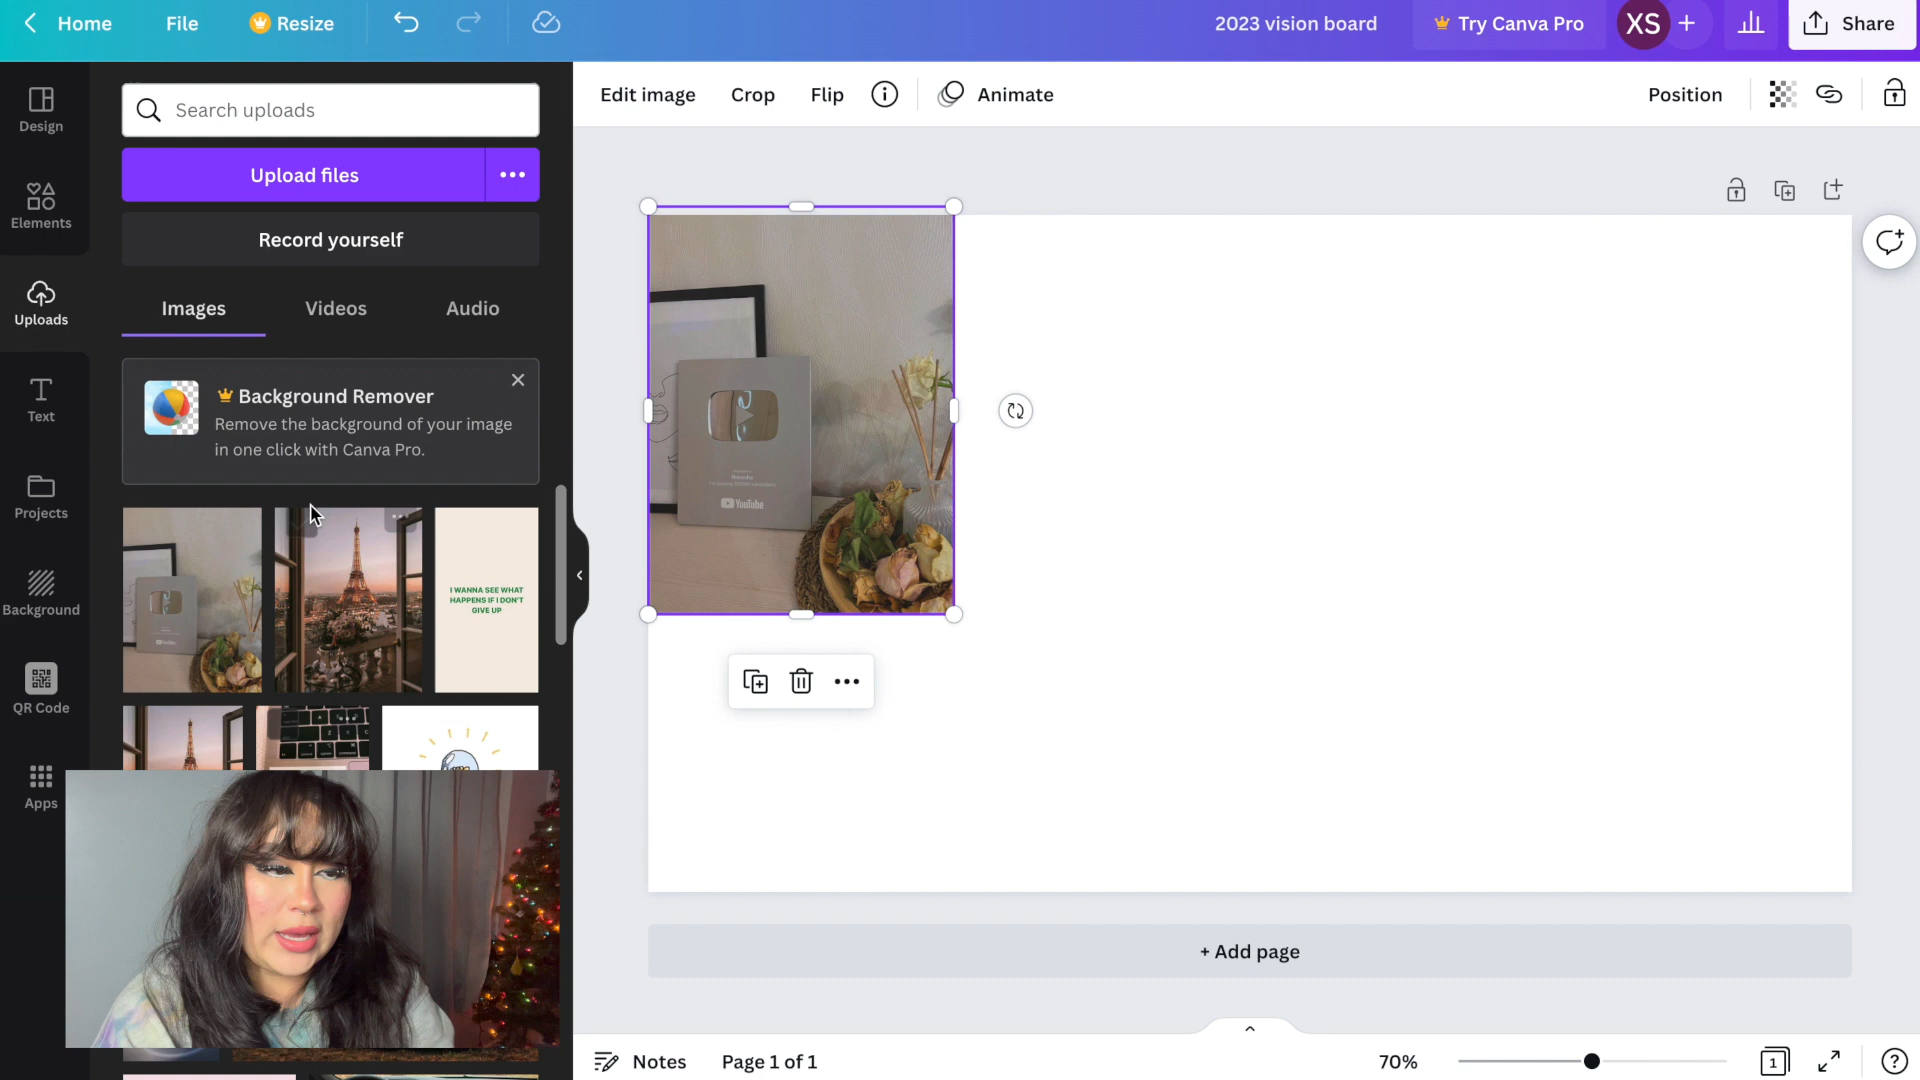 Home
File
Resize
2023 vision board
Try Canva Pro
XS
Share
Design
Elements
Uploads
Text
Projects
Background
QR Code
Apps
Search uploads
Upload files
Record yourself
Images
Videos
Audio
Background Remover
Remove the background of your image
in one click with Canva Pro.
I WANNA SEE WHAT
HAPPENS IF I DON'T
GIVE UP
Edit image
Crop
Flip
Animate
Position
YouTube
+ Add page
Notes
Page 1 of 1
70%
1